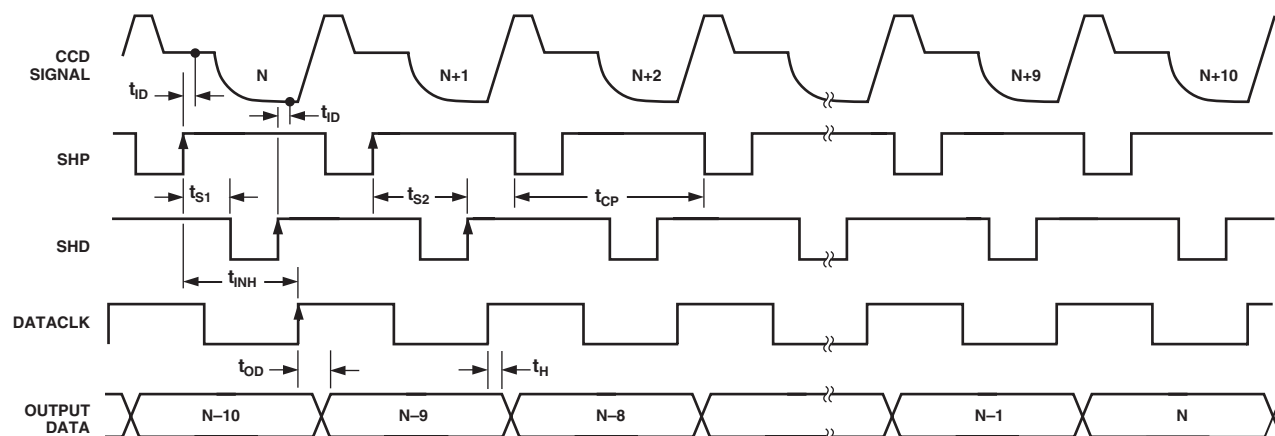 CCD
SIGNAL
N
N+1
N+2
N+9
N+10
tID
tID
SHP
tS1
tS2
tCP
SHD
tINH
DATACLK
tOD
tH
OUTPUT
DATA
N–10
N–9
N–8
N–1
N